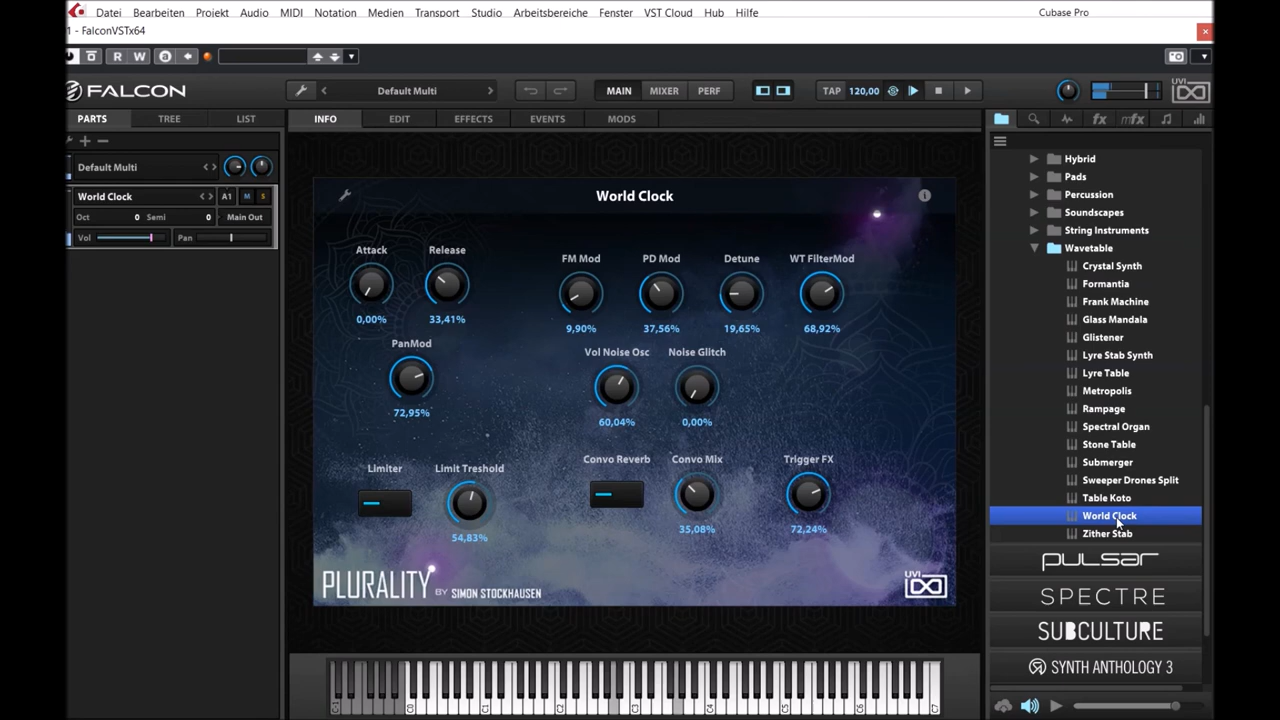 Datei Bearbeiten Projekt Audio MIDI Notation Medien Transport Studio Arbeitsbereiche Fenster VST Cloud Hub Hilfe Cubase Pro
1 - FalconVSTx64
R W
FALCON Default Multi MAIN MIXER PERF TAP 120,00 UVI
PARTS TREE LIST INFO EDIT EFFECTS EVENTS MODS
Default Multi
World Clock A1 M S
Oct 0 Semi 0 Main Out
Vol Pan
World Clock
Attack Release FM Mod PD Mod Detune WT FilterMod
0,00% 33,41% 9,90% 37,56% 19,65% 68,92%
PanMod Vol Noise Osc Noise Glitch
72,95% 60,04% 0,00%
Limiter Limit Treshold Convo Reverb Convo Mix Trigger FX
54,83% 35,08% 72,24%
PLURALITY BY SIMON STOCKHAUSEN UVI
Hybrid
Pads
Percussion
Soundscapes
String Instruments
Wavetable
Crystal Synth
Formantia
Frank Machine
Glass Mandala
Glistener
Lyre Stab Synth
Lyre Table
Metropolis
Rampage
Spectral Organ
Stone Table
Submerger
Sweeper Drones Split
Table Koto
World Clock
Zither Stab
pulsar
SPECTRE
SUBCULTURE
SYNTH ANTHOLOGY 3